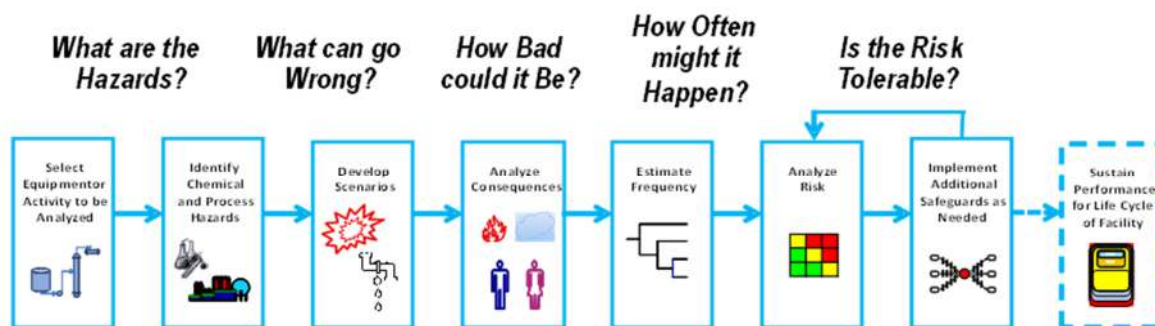 What are the
Hazards?
What can go
Wrong?
How Bad
could it Be?
How Often
might it
Happen?
Is the Risk
Tolerable?
Select
Equipmentor
Activity to be
Analyzed
Identify
Chemical
and Process
Hazards
Develop
Scenarios
Analyze
Consequences
Estimate
Frequency
Analyze
Risk
Implement
Additional
Safeguards as
Needed
Sustain
Performance
for Life Cycle
of Facility